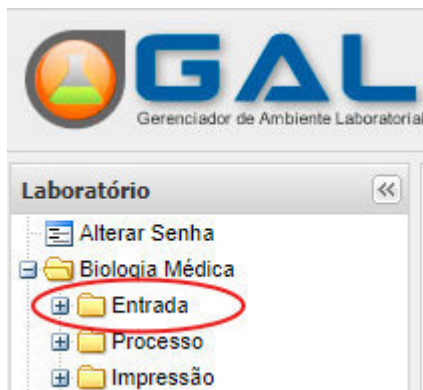 GAL
Gerenciador de Ambiente Laboratorial
Laboratório
Alterar Senha
Biologia Médica
Entrada
Processo
Impressão